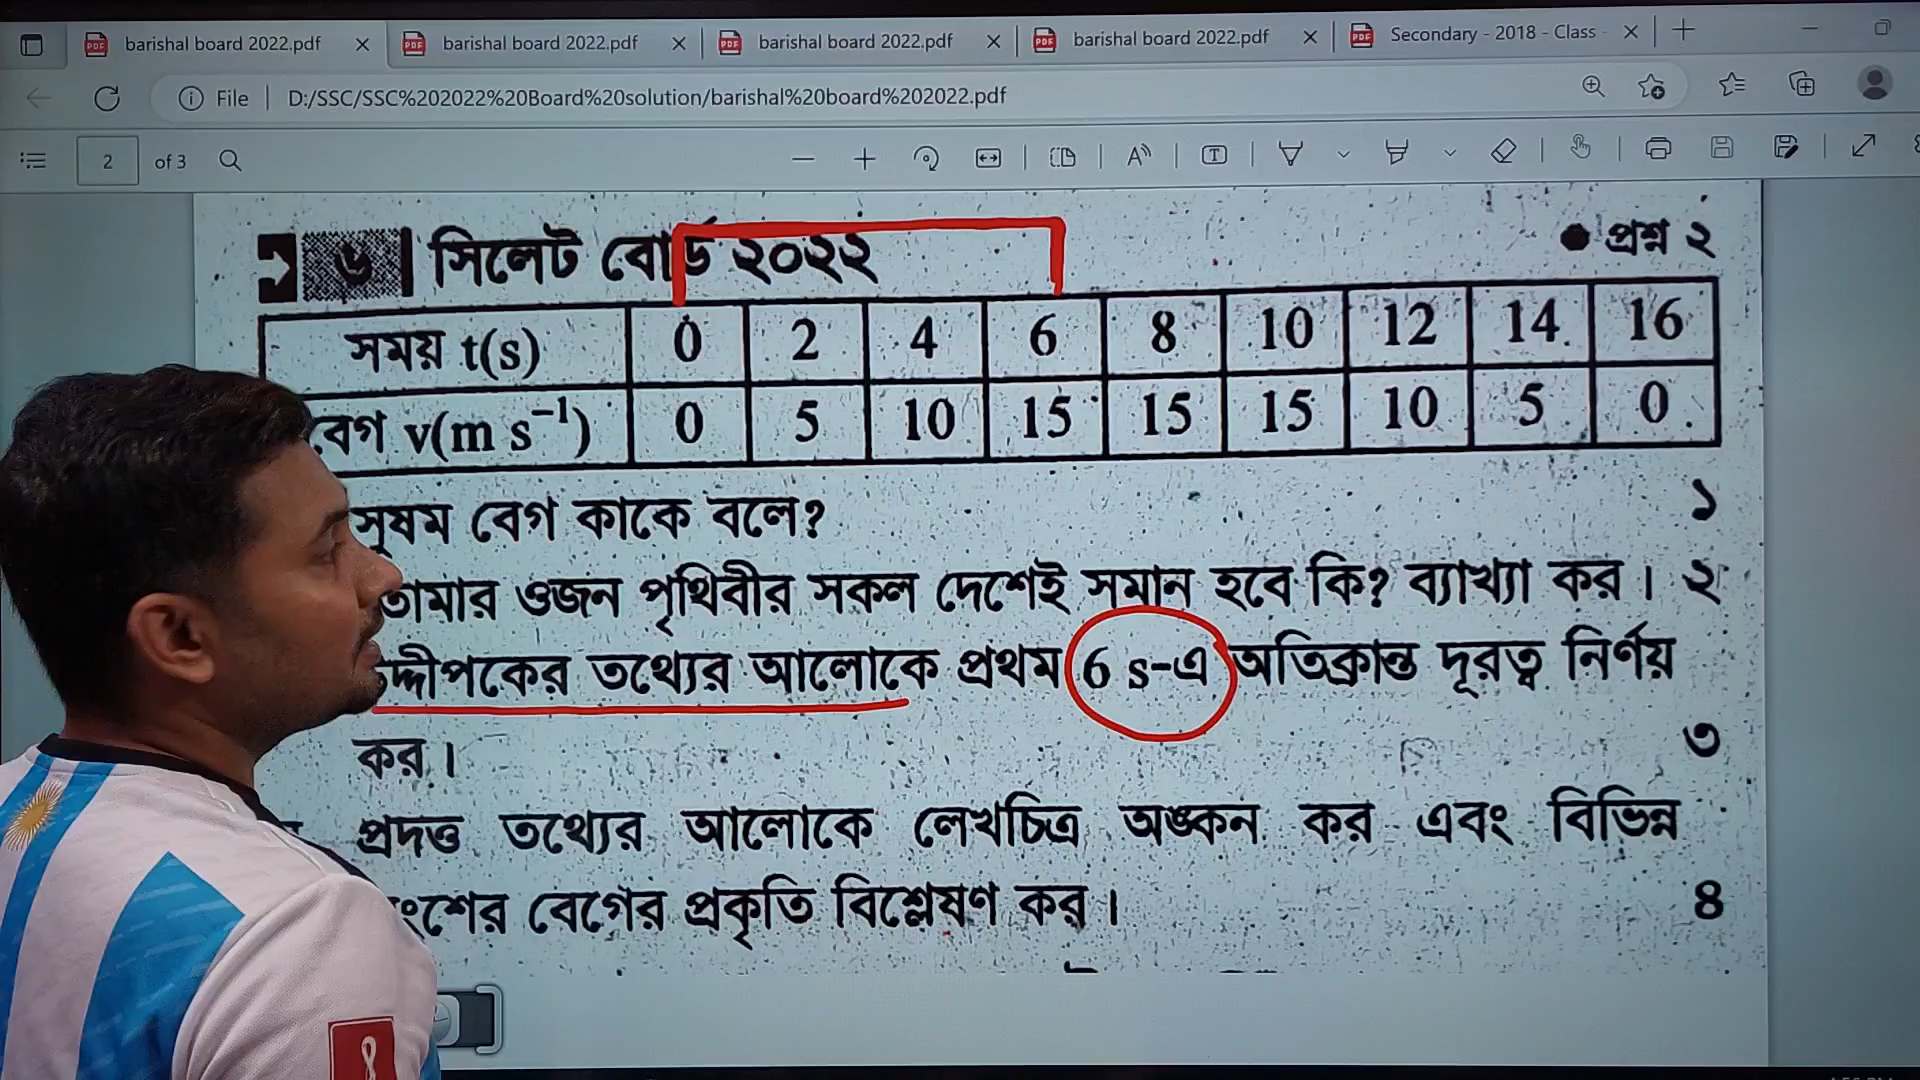 barishal board 2022.pdf
barishal board 2022.pdf
barishal board 2022.pdf
barishal board 2022.pdf
Secondary - 2018 - Class -
File
D:/SSC/SSC%202022%20Board%20solution/barishal%20board%202022.pdf
2 of 3
৬ সিলেট বোর্ড ২০২২
● প্রশ্ন ২
সময় t(s) 0 2 4 6 8 10 12 14 16
বেগ v(m s⁻¹) 0 5 10 15 15 15 10 5 0
সুষম বেগ কাকে বলে? ১
তোমার ওজন পৃথিবীর সকল দেশেই সমান হবে কি? ব্যাখ্যা কর। ২
উদ্দীপকের তথ্যের আলোকে প্রথম 6 s-এ অতিক্রান্ত দূরত্ব নির্ণয়
কর। ৩
প্রদত্ত তথ্যের আলোকে লেখচিত্র অঙ্কন কর এবং বিভিন্ন
অংশের বেগের প্রকৃতি বিশ্লেষণ কর। ৪